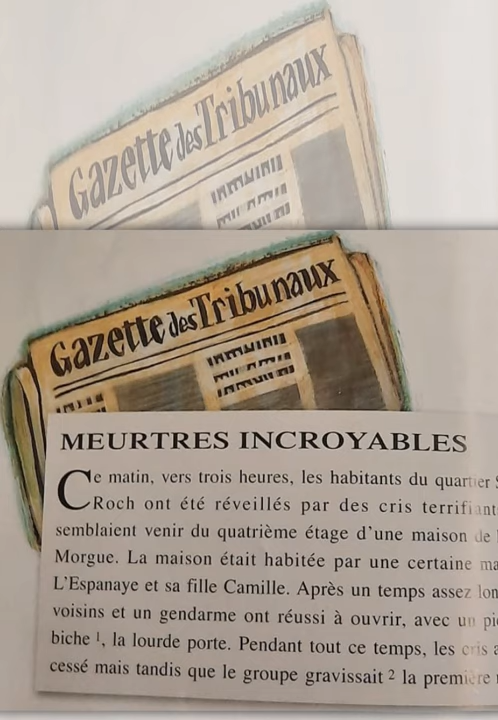 Gazette des Tribunaux
Gazette des Tribunaux
MEURTRES INCROYABLES
Ce matin, vers trois heures, les habitants du quartier
Roch ont été réveillés par des cris
semblaient venir du quatrième étage d'une maison de
Morgue. La maison était habitée par une certaine
L'Espanaye et sa fille Camille. Après un temps assez
voisins et un gendarme ont réussi à ouvrir, avec un
biche ¹, la lourde porte. Pendant tout ce temps, les cris
cessé mais tandis que le groupe gravissait ² la première